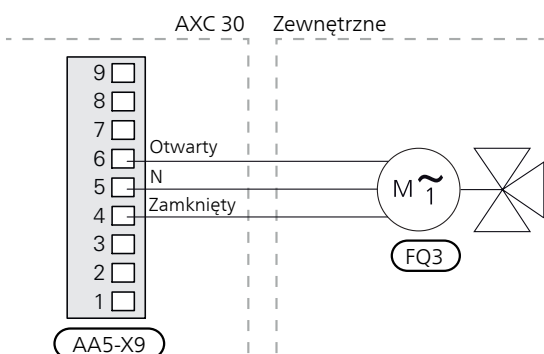 AXC 30 Zewnętrzne
9
8
7
6 Otwarty
5 N
4 Zamknięty
3
2
1
M ~ 1
FQ3
AA5-X9